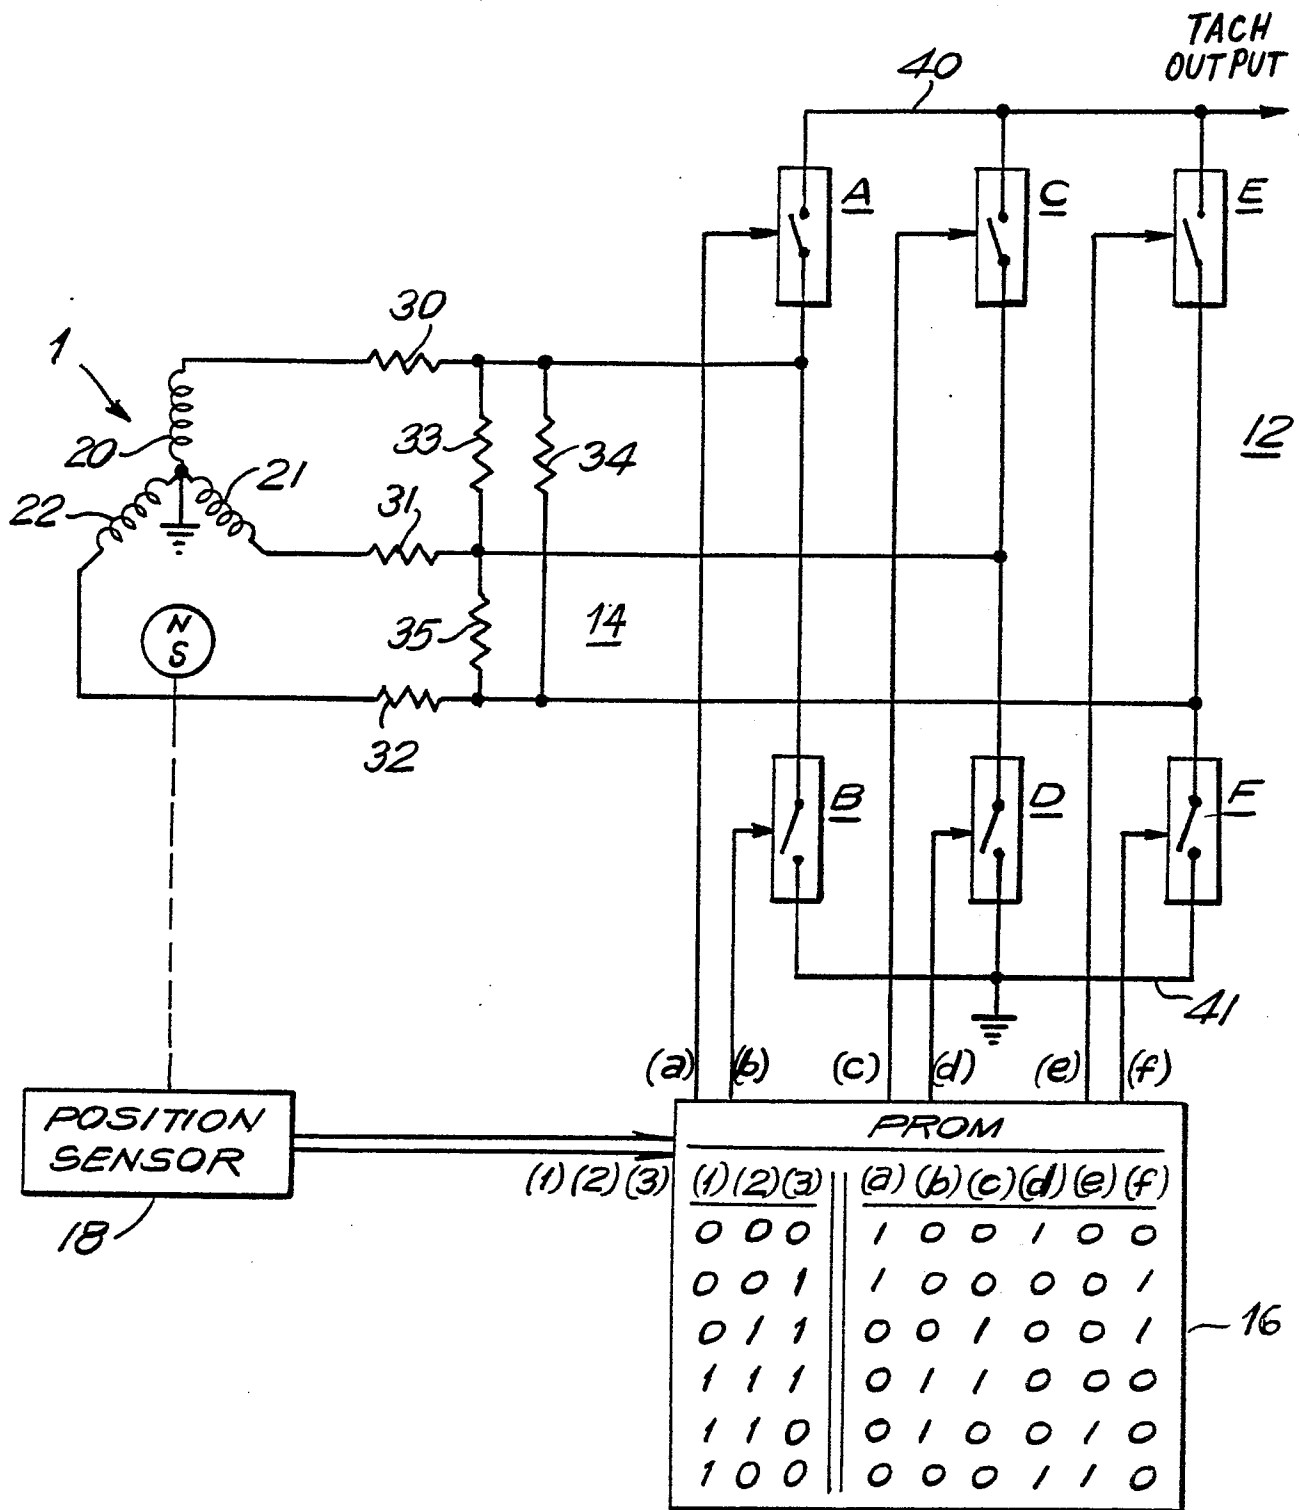 TACH
OUTPUT
40
A
C
E
30
1
20
33
34
12
22
21
31
14
N
S
35
32
B
D
F
41
(a) (b) (c) (d) (e) (f)
POSITION
SENSOR
18
(1) (2) (3)
PROM
(1) (2) (3) (a) (b) (c) (d) (e) (f)
0 0 0 1 0 0 1 0 0
0 0 1 1 0 0 0 0 1
0 1 1 0 0 1 0 0 1
1 1 1 0 1 1 0 0 0
1 1 0 0 1 0 0 1 0
1 0 0 0 0 0 1 1 0
16